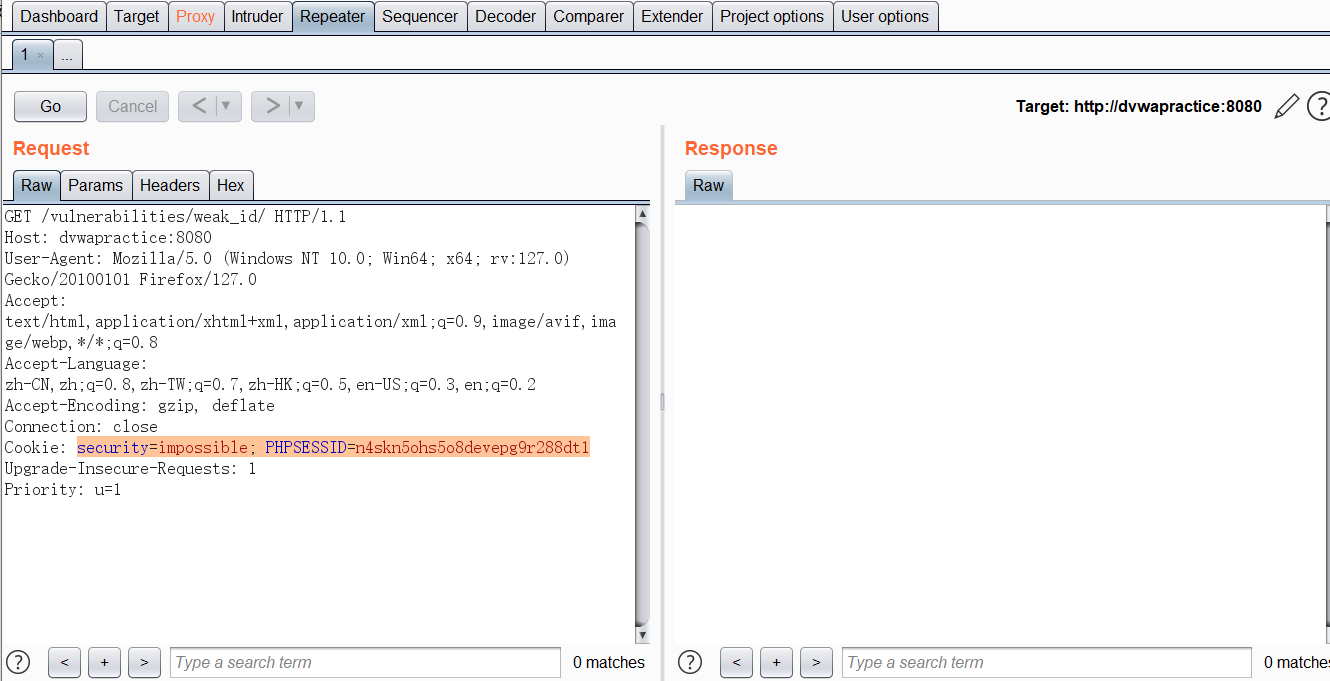 Dashboard Target Proxy Intruder Repeater Sequencer Decoder Comparer Extender Project options User options
1 × ...
Go Cancel < ▼ > ▼ Target: http://dvwapractice:8080 ?
Request
Raw Params Headers Hex
GET /vulnerabilities/weak_id/ HTTP/1.1
Host: dvwapractice:8080
User-Agent: Mozilla/5.0 (Windows NT 10.0; Win64; x64; rv:127.0)
Gecko/20100101 Firefox/127.0
Accept:
text/html,application/xhtml+xml,application/xml;q=0.9,image/avif,ima
ge/webp,*/*;q=0.8
Accept-Language:
zh-CN,zh;q=0.8,zh-TW;q=0.7,zh-HK;q=0.5,en-US;q=0.3,en;q=0.2
Accept-Encoding: gzip, deflate
Connection: close
Cookie: security=impossible; PHPSESSID=n4skn5ohs5o8devepg9r288dt1
Upgrade-Insecure-Requests: 1
Priority: u=1
? < + > Type a search term 0 matches
Response
Raw
? < + > Type a search term 0 matches